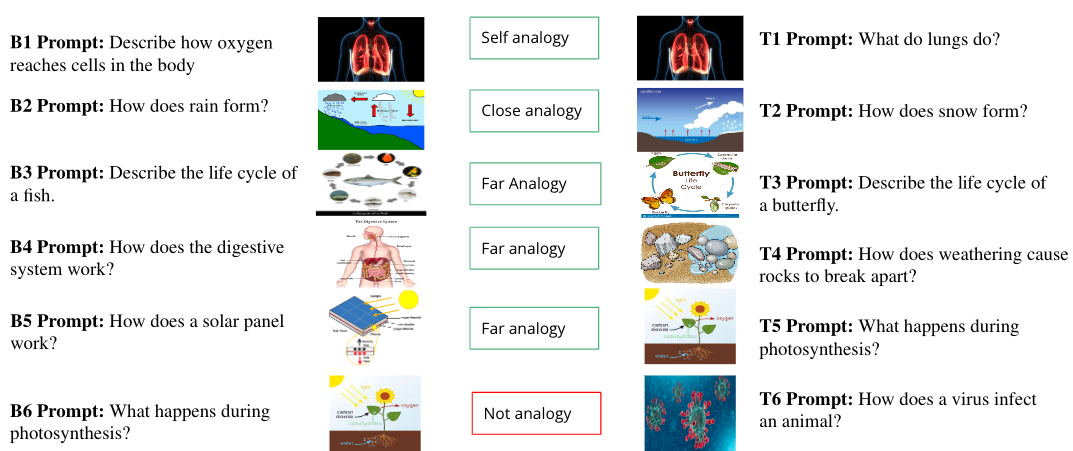 B1 Prompt: Describe how oxygen
reaches cells in the body
Self analogy
T1 Prompt: What do lungs do?
B2 Prompt: How does rain form?
Close analogy
T2 Prompt: How does snow form?
B3 Prompt: Describe the life cycle of
a fish.
Far Analogy
Butterfly
Life
Cycle
T3 Prompt: Describe the life cycle of
a butterfly.
B4 Prompt: How does the digestive
system work?
The Digestive System
Far analogy
T4 Prompt: How does weathering cause
rocks to break apart?
B5 Prompt: How does a solar panel
work?
Far analogy
light
oxygen
carbon
dioxide
carbohydrates
water
T5 Prompt: What happens during
photosynthesis?
B6 Prompt: What happens during
photosynthesis?
light
oxygen
carbon
dioxide
carbohydrates
water
Not analogy
T6 Prompt: How does a virus infect
an animal?